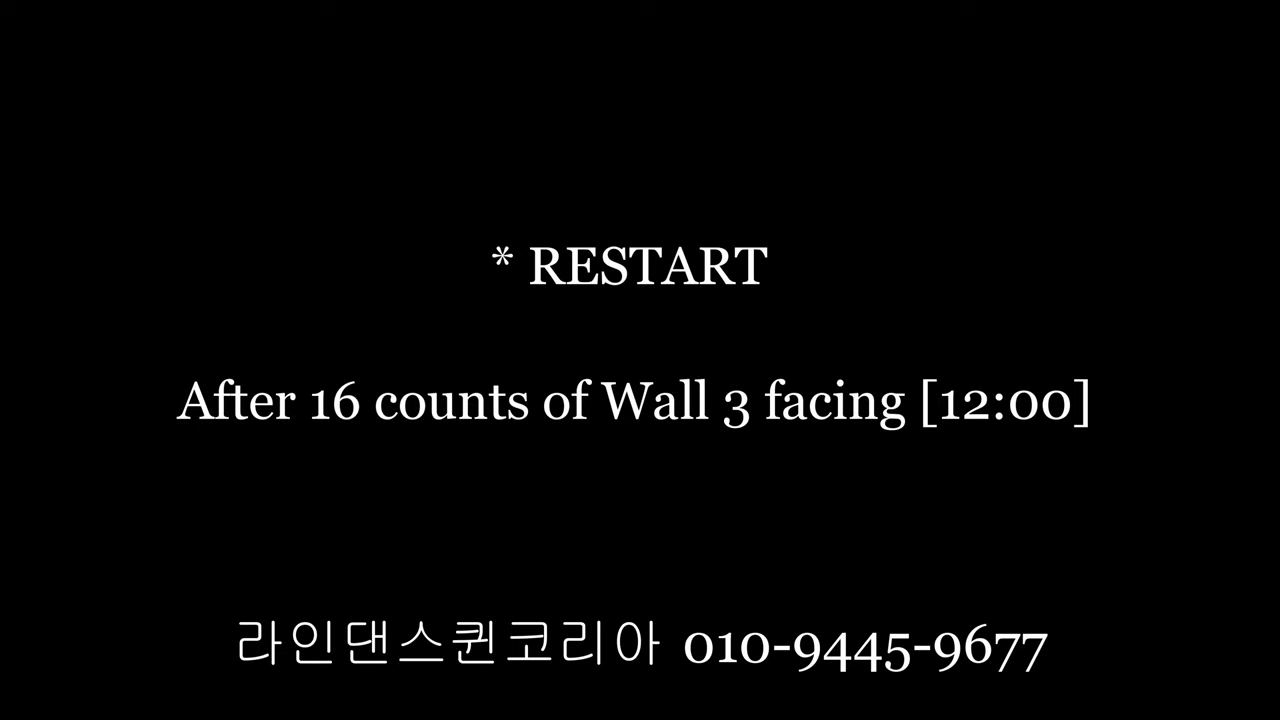 * RESTART
After 16 counts of Wall 3 facing [12:00]
라인댄스퀸코리아 010-9445-9677